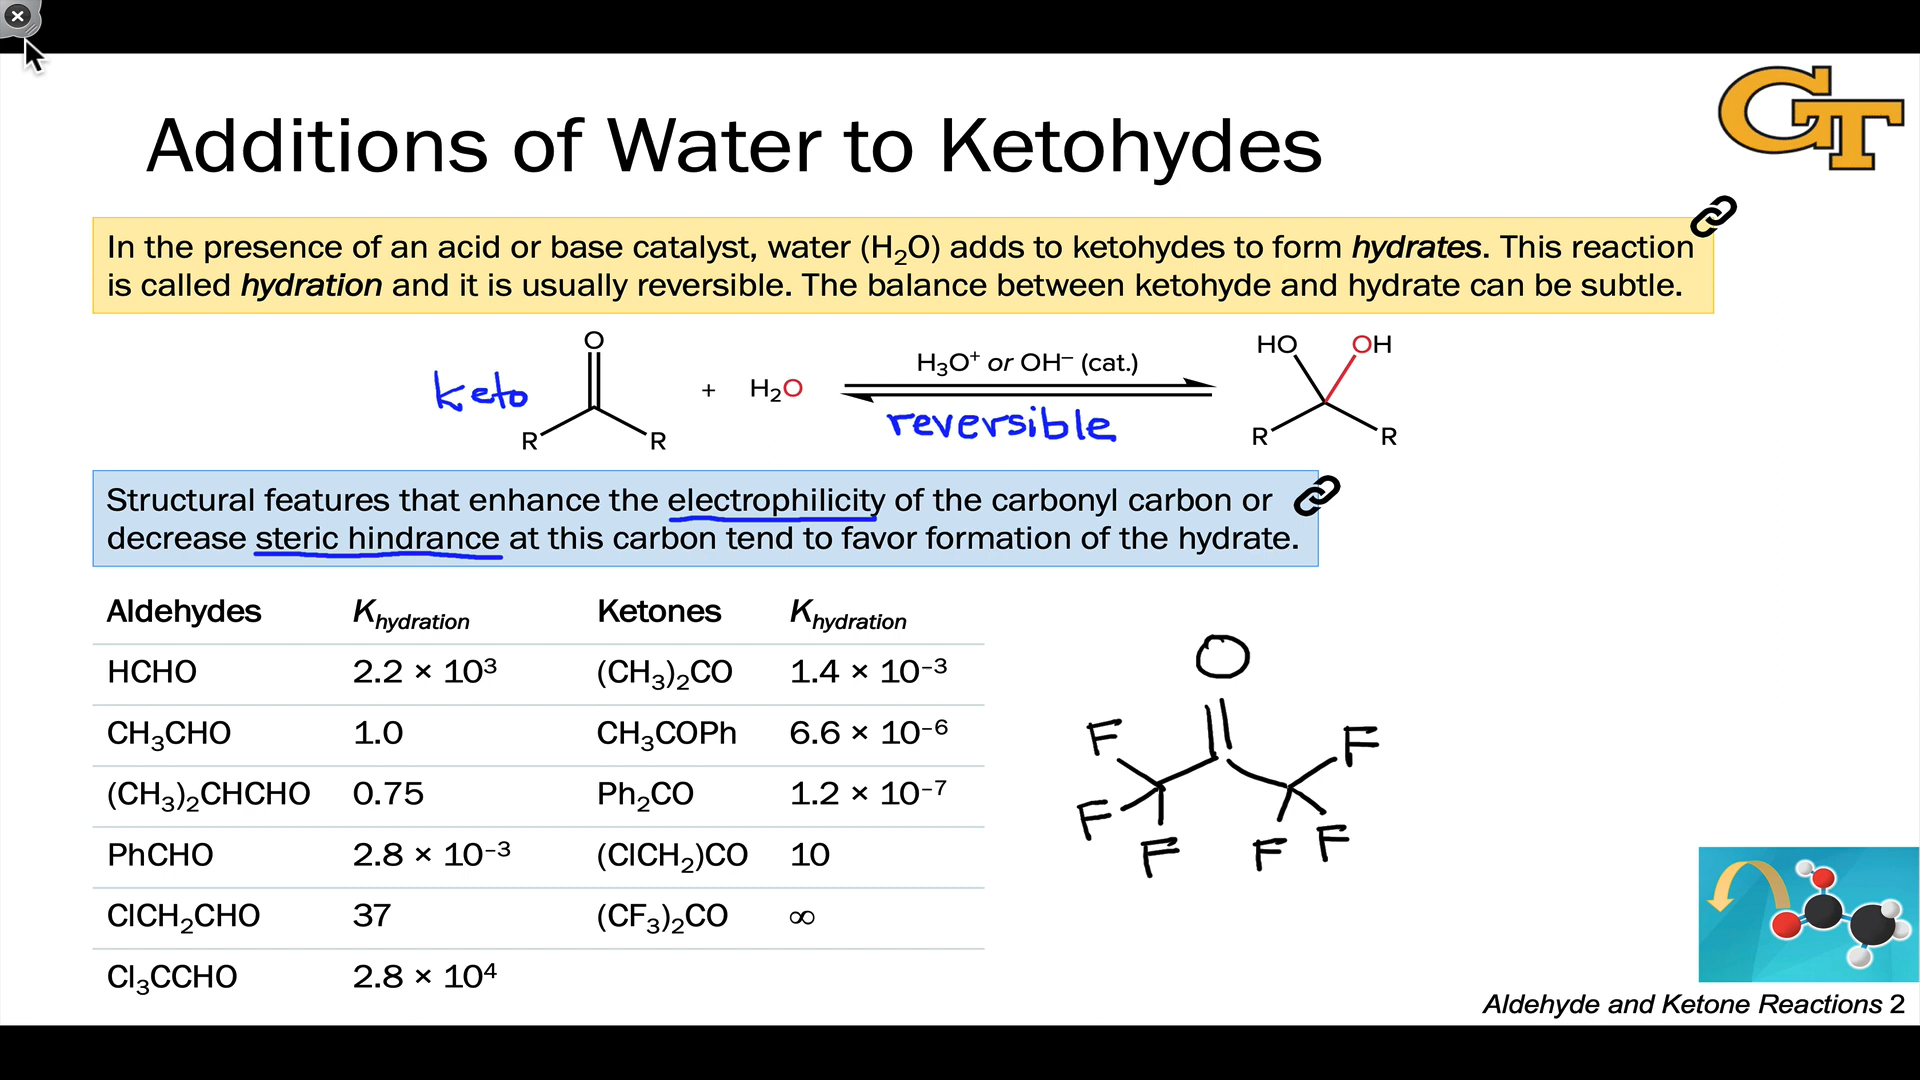 GT
Additions of Water to Ketohydes
In the presence of an acid or base catalyst, water (H₂O) adds to ketohydes to form hydrates. This reaction
is called hydration and it is usually reversible. The balance between ketohyde and hydrate can be subtle.
keto
O
R R
+ H₂O
H₃O⁺ or OH⁻ (cat.)
reversible
HO OH
R R
Structural features that enhance the electrophilicity of the carbonyl carbon or
decrease steric hindrance at this carbon tend to favor formation of the hydrate.
Aldehydes Khydration Ketones Khydration
HCHO 2.2 × 10³ (CH₃)₂CO 1.4 × 10⁻³
CH₃CHO 1.0 CH₃COPh 6.6 × 10⁻⁶
(CH₃)₂CHCHO 0.75 Ph₂CO 1.2 × 10⁻⁷
PhCHO 2.8 × 10⁻³ (ClCH₂)CO 10
ClCH₂CHO 37 (CF₃)₂CO ∞
Cl₃CCHO 2.8 × 10⁴
O
F F
F
F F F
Aldehyde and Ketone Reactions 2